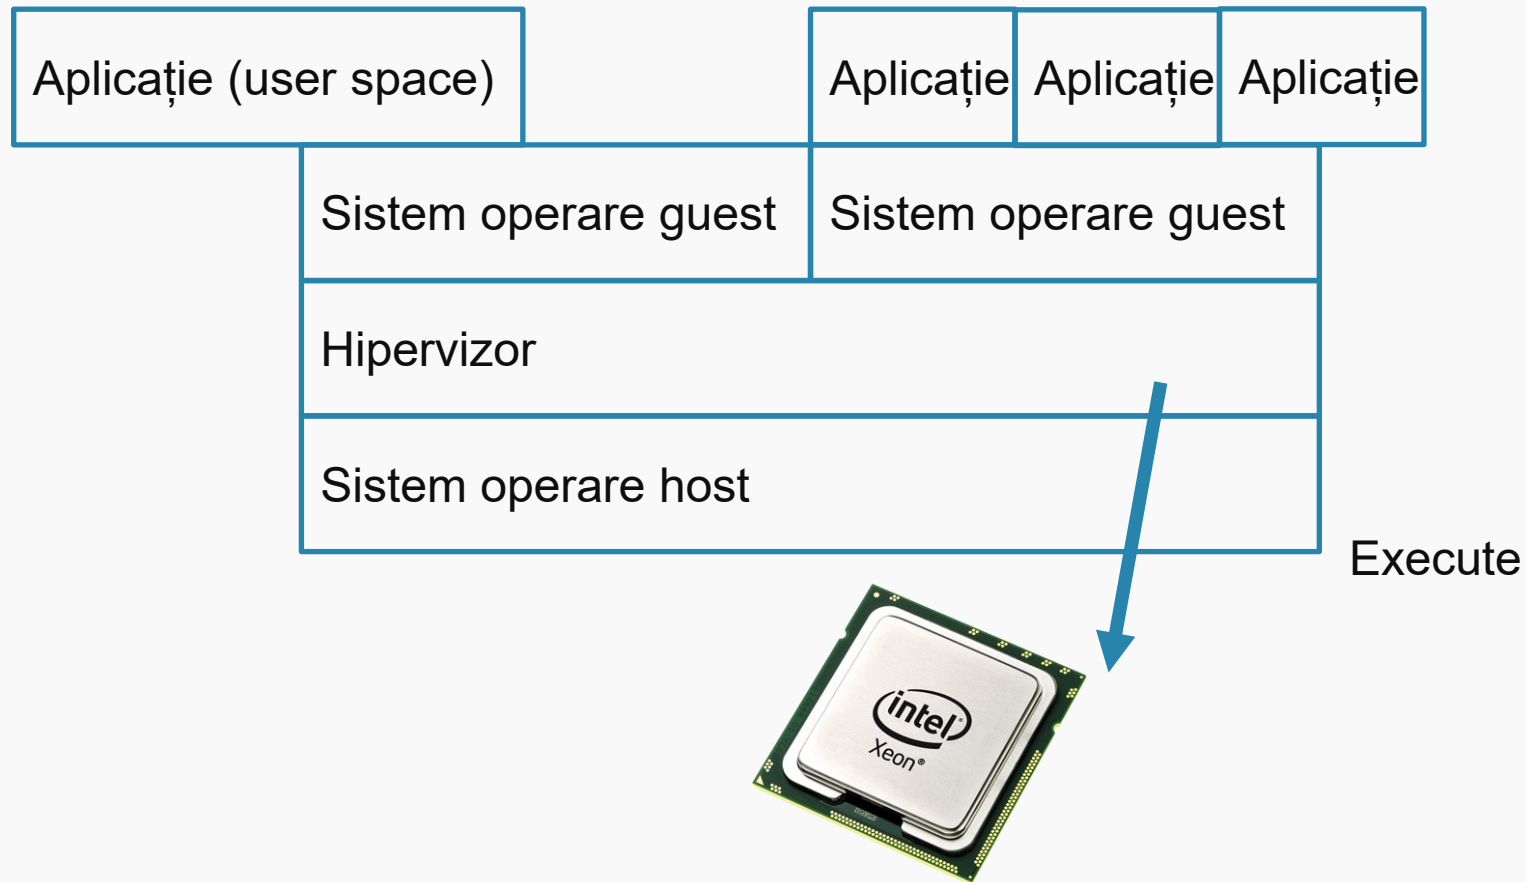 Aplicație (user space)
Aplicație
Aplicație
Aplicație
Sistem operare guest
Sistem operare guest
Hipervizor
Sistem operare host
Execute
intel
Xeon®